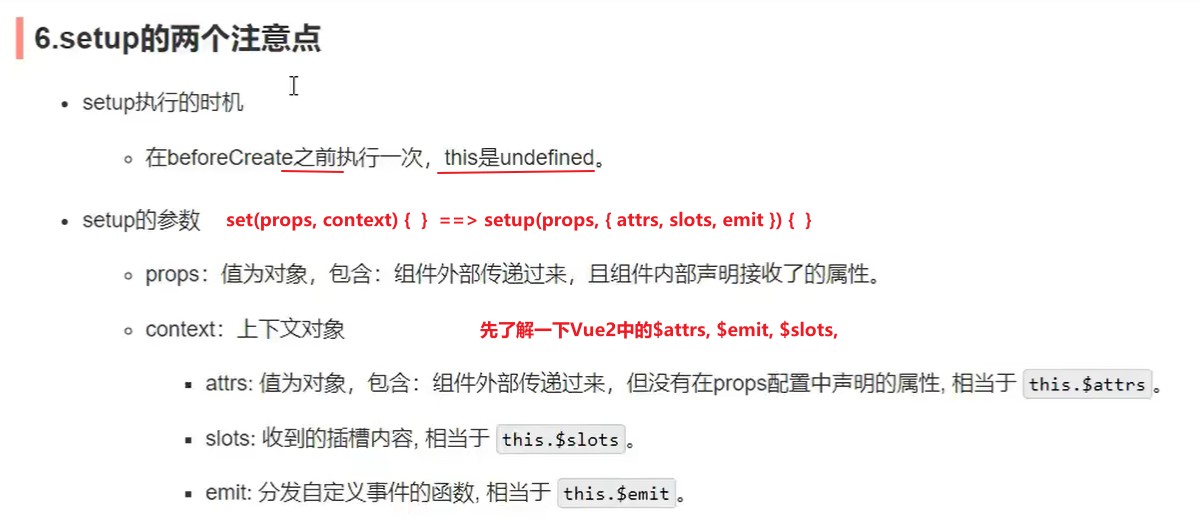 6.setup的两个注意点
setup执行的时机
在beforeCreate之前执行一次，this是undefined。
setup的参数 set(props, context) { } ==> setup(props, { attrs, slots, emit }) { }
props：值为对象，包含：组件外部传递过来，且组件内部声明接收了的属性。
context：上下文对象 先了解一下Vue2中的$attrs, $emit, $slots,
attrs: 值为对象，包含：组件外部传递过来，但没有在props配置中声明的属性, 相当于 this.$attrs 。
slots: 收到的插槽内容, 相当于 this.$slots 。
emit: 分发自定义事件的函数, 相当于 this.$emit 。